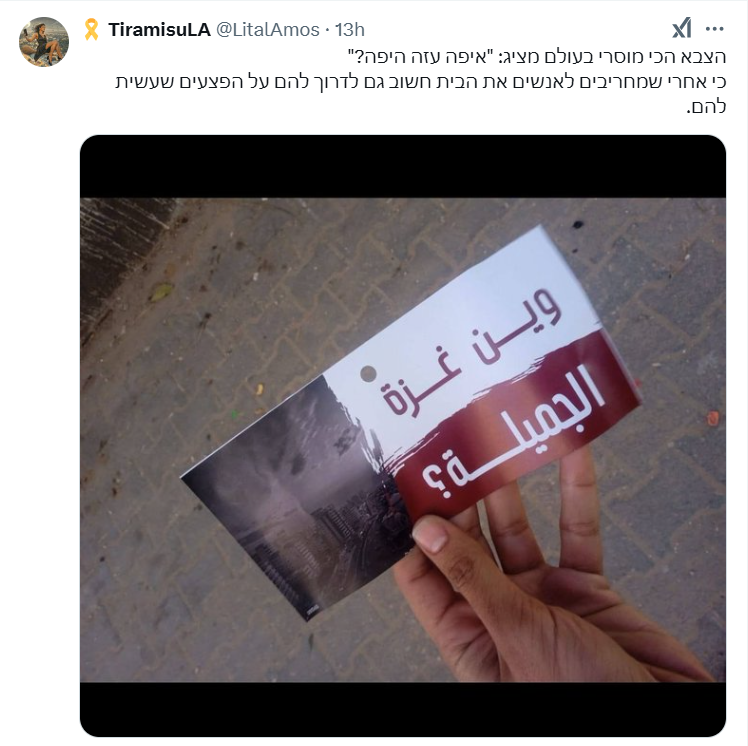 TiramisuLA @LitalAmos · 13h
הצבא הכי מוסרי בעולם מציג: "איפה עזה היפה?"
כי אחרי שמחריבים לאנשים את הבית חשוב גם לדרוך להם על הפצעים שעשית
להם.
وين غزة
الجميلة؟